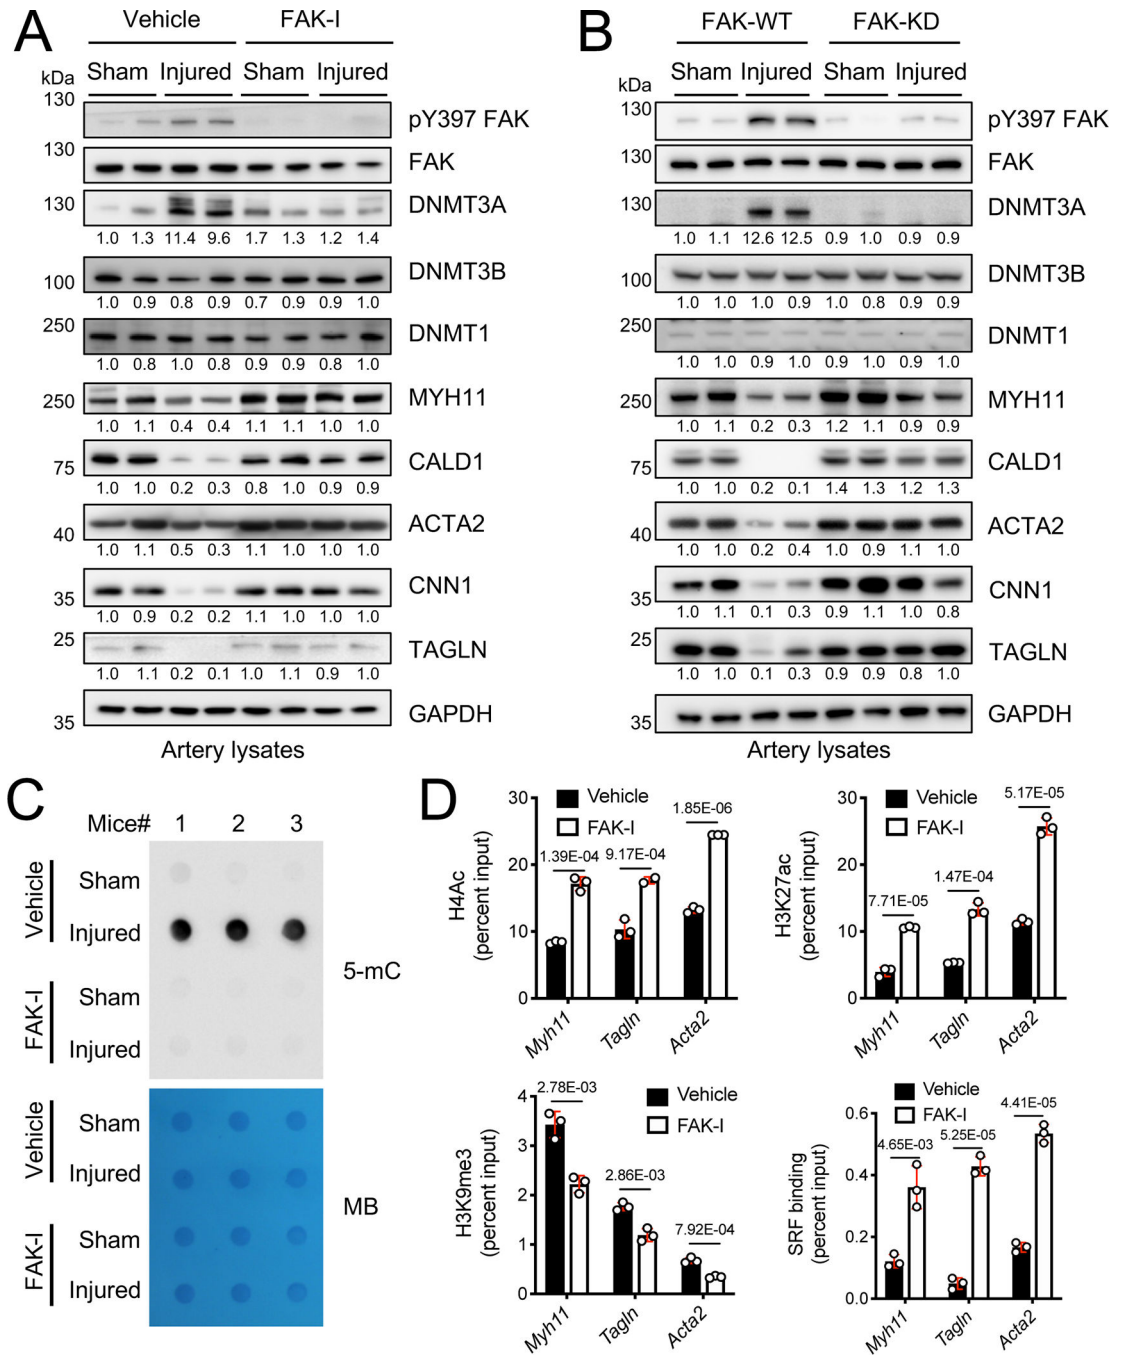 A
Vehicle FAK-I
Sham Injured Sham Injured
kDa
130 pY397 FAK
130 FAK
130 DNMT3A
1.0 1.3 11.4 9.6 1.7 1.3 1.2 1.4
100 DNMT3B
1.0 0.9 0.8 0.9 0.7 0.9 0.9 1.0
250 DNMT1
1.0 0.8 1.0 0.8 0.9 0.9 0.8 1.0
250 MYH11
1.0 1.1 0.4 0.4 1.1 1.1 1.0 1.0
75 CALD1
1.0 1.0 0.2 0.3 0.8 1.0 0.9 0.9
40 ACTA2
1.0 1.1 0.5 0.3 1.1 1.0 1.0 1.0
35 CNN1
1.0 0.9 0.2 0.2 1.1 1.0 1.0 1.0
25 TAGLN
1.0 1.1 0.2 0.1 1.0 1.1 0.9 1.0
35 GAPDH
Artery lysates
B
FAK-WT FAK-KD
Sham Injured Sham Injured
kDa
130 pY397 FAK
130 FAK
130 DNMT3A
1.0 1.1 12.6 12.5 0.9 1.0 0.9 0.9
100 DNMT3B
1.0 1.0 1.0 0.9 1.0 0.8 0.9 0.9
250 DNMT1
1.0 1.0 0.9 1.0 0.9 1.0 0.9 1.0
250 MYH11
1.0 1.1 0.2 0.3 1.2 1.1 0.9 0.9
75 CALD1
1.0 1.0 0.2 0.1 1.4 1.3 1.2 1.3
40 ACTA2
1.0 1.0 0.2 0.4 1.0 0.9 1.1 1.0
35 CNN1
1.0 1.1 0.1 0.3 0.9 1.1 1.0 0.8
25 TAGLN
1.0 1.0 0.1 0.3 0.9 0.9 0.8 1.0
35 GAPDH
Artery lysates
C
Mice# 1 2 3
Vehicle
Sham
Injured
FAK-I
Sham
Injured
5-mC
Vehicle
Sham
Injured
FAK-I
Sham
Injured
MB
D
H4Ac
(percent input)
30
20
10
0
Vehicle
FAK-I
1.39E-04 9.17E-04 1.85E-06
Myh11 Tagln Acta2
H3K27ac
(percent input)
30
20
10
0
Vehicle
FAK-I
7.71E-05 1.47E-04 5.17E-05
Myh11 Tagln Acta2
H3K9me3
(percent input)
4
3
2
1
0
Vehicle
FAK-I
2.78E-03 2.86E-03 7.92E-04
Myh11 Tagln Acta2
SRF binding
(percent input)
0.6
0.4
0.2
0.0
Vehicle
FAK-I
4.65E-03 5.25E-05 4.41E-05
Myh11 Tagln Acta2